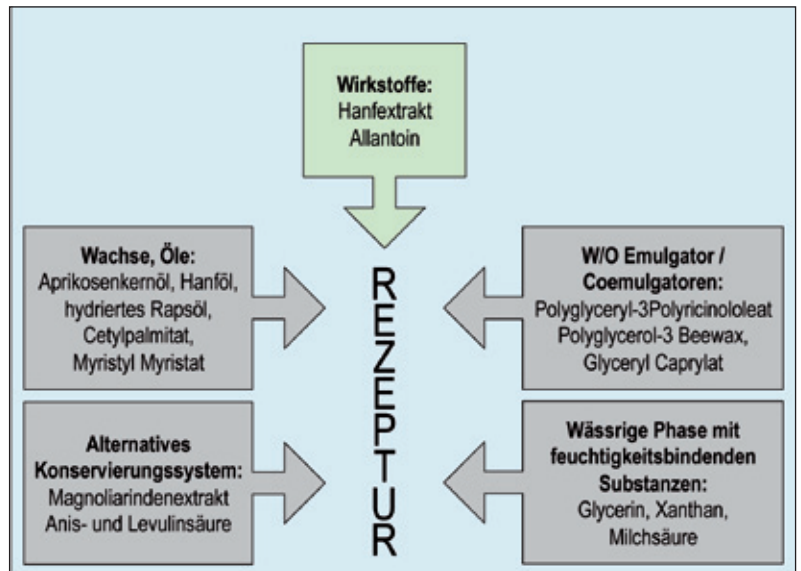 Wirkstoffe:
Hanfextrakt
Allantoin
Wachse, Öle:
Aprikosenkernöl, Hanföl,
hydriertes Rapsöl,
Cetylpalmitat,
Myristyl Myristat
W/O Emulgator /
Coemulgatoren:
Polyglyceryl-3Polyricinololeat
Polyglycerol-3 Beewax,
Glyceryl Caprylat
REZEPTUR
Alternatives
Konservierungssystem:
Magnoliarindenextrakt
Anis- und Levulinsäure
Wässrige Phase mit
feuchtigkeitsbindenden
Substanzen:
Glycerin, Xanthan,
Milchsäure